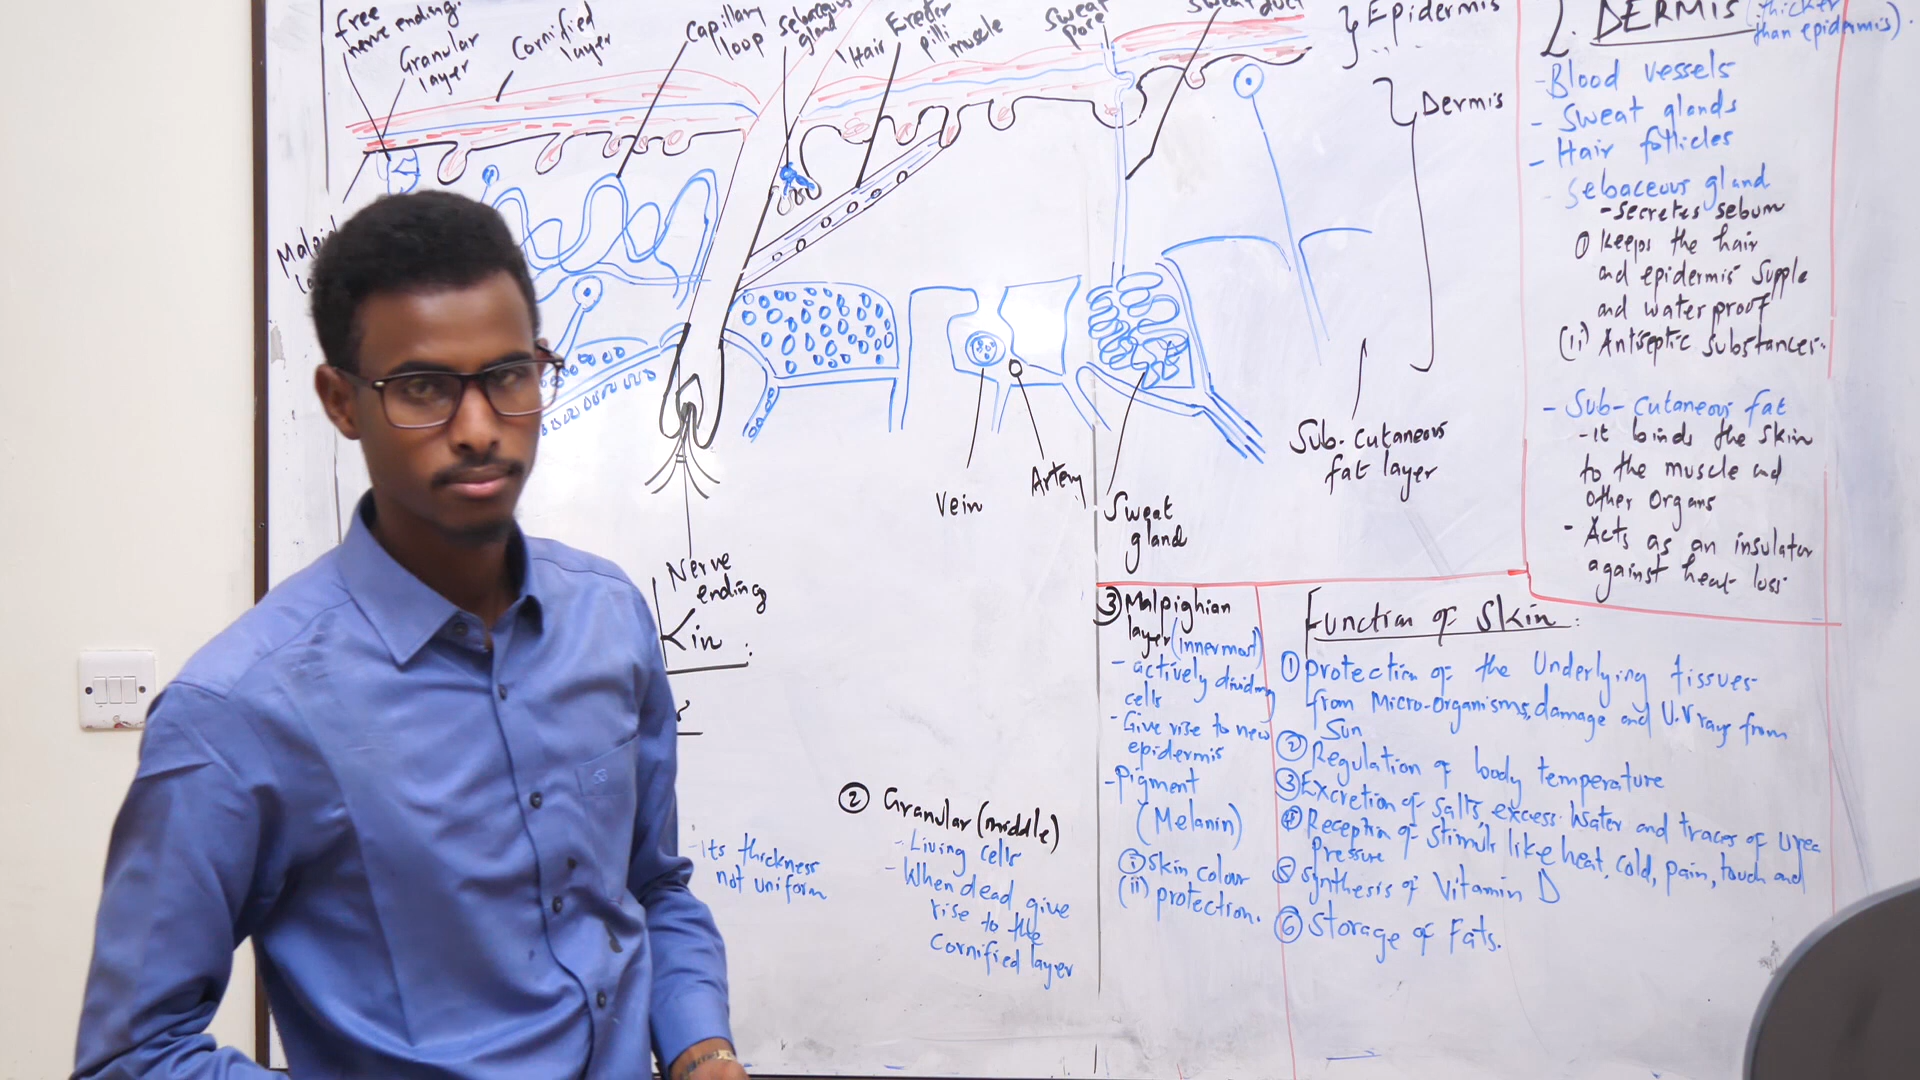 free
nerve ending.
Granular
layer
Cornified
layer
Capillary
loop
Sebaceous
gland
Hair
Erector
pilli
muscle
Sweat
pore
Sweat duct
Epidermis
Dermis
Vein
Artery
Sweat
gland
Sub-cutaneous
fat layer
Nerve
ending
in :
2. DERMIS (thicker
than epidermis).
- Blood vessels
- Sweat glands
- Hair follicles
- Sebaceous gland
- secretes sebum
① keeps the hair
and epidermis supple
and waterproof
(ii) Antiseptic substances.
- Sub-cutaneous fat
- it binds the skin
to the muscle and
other organs
- Acts as an insulator
against heat loss
- Its thickness
not uniform
② Granular (middle)
- Living cells
- When dead give
rise to the
Cornified layer
③ Malpighian
layer (innermost)
- actively dividing
cells
- Give rise to new
epidermis
- Pigment
(Melanin)
(i) Skin colour
(ii) protection.
Function of Skin :
① protection of the Underlying tissues
from Micro-organisms, damage and U.V rays from
Sun
② Regulation of body temperature
③ Excretion of salts, excess water and traces of urea
④ Reception of stimuli like heat, cold, pain, touch and
pressure
⑤ synthesis of Vitamin D
⑥ Storage of Fats.